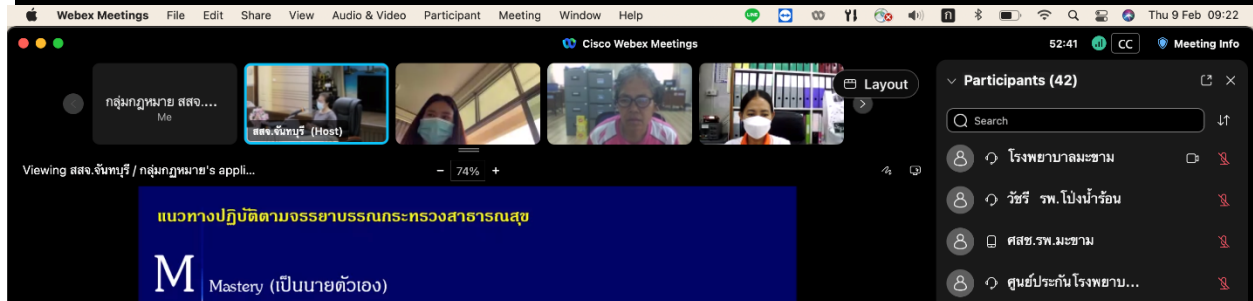 Webex Meetings File Edit Share View Audio & Video Participant Meeting Window Help Thu 9 Feb 09:22
Cisco Webex Meetings
52:41 CC Meeting Info
กลุ่มกฎหมาย สสจ....
Me
สสจ.จันทบุรี (Host)
Layout
Viewing สสจ.จันทบุรี / กลุ่มกฎหมาย's appli...
- 74% +
แนวทางปฏิบัติตามจรรยาบรรณกระทรวงสาธารณสุข
M Mastery (เป็นนายตัวเอง)
Participants (42)
Search
โรงพยาบาลมะขาม
วัชรี รพ.โป่งน้ำร้อน
ศสช.รพ.มะขาม
ศูนย์ประกันโรงพยาบ...